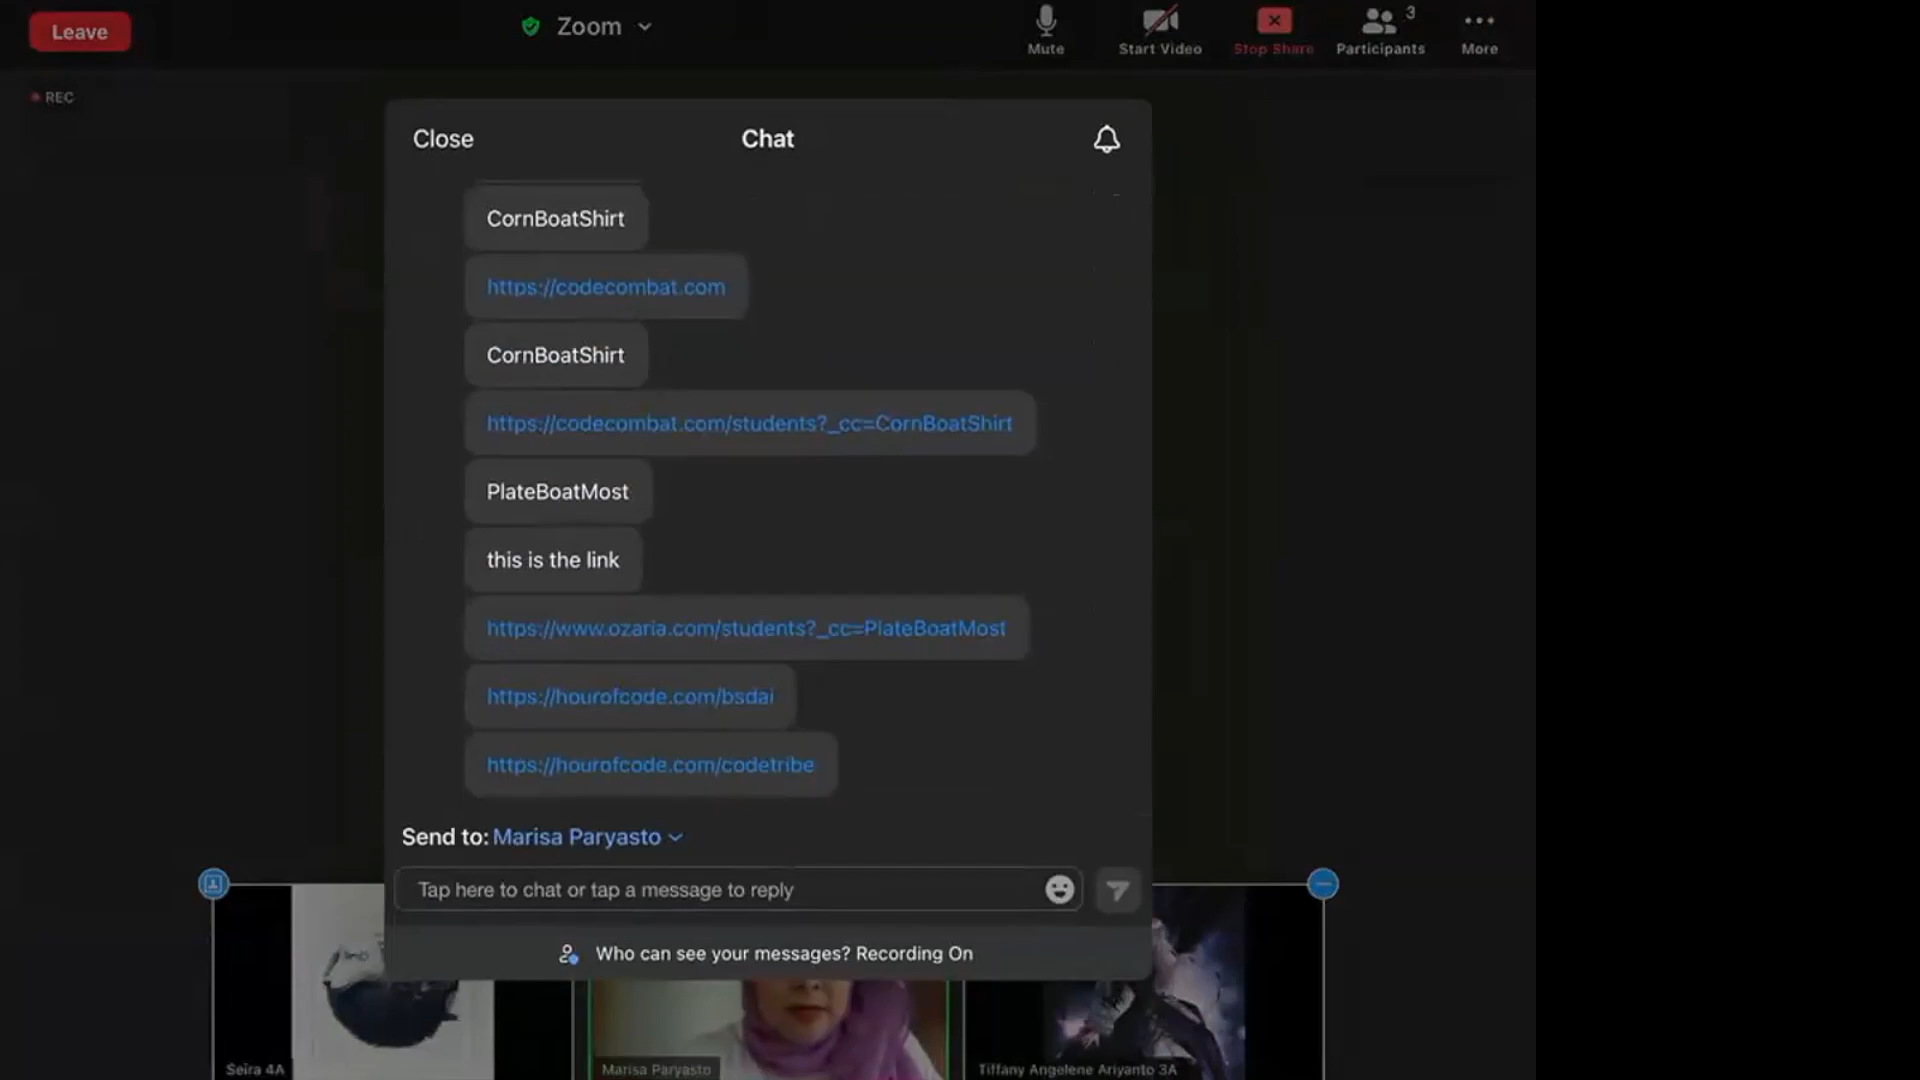 Leave
Zoom
Mute
Start Video
Stop Share
3
Participants
More
REC
Close
Chat
CornBoatShirt
https://codecombat.com
CornBoatShirt
https://codecombat.com/students?_cc=CornBoatShirt
PlateBoatMost
this is the link
https://www.ozaria.com/students?_cc=PlateBoatMost
https://hourofcode.com/bsdai
https://hourofcode.com/codetribe
Send to: Marisa Paryasto
Tap here to chat or tap a message to reply
Who can see your messages? Recording On
Seira 4A
Marisa Paryasto
Tiffany Angelene Ariyanto 3A